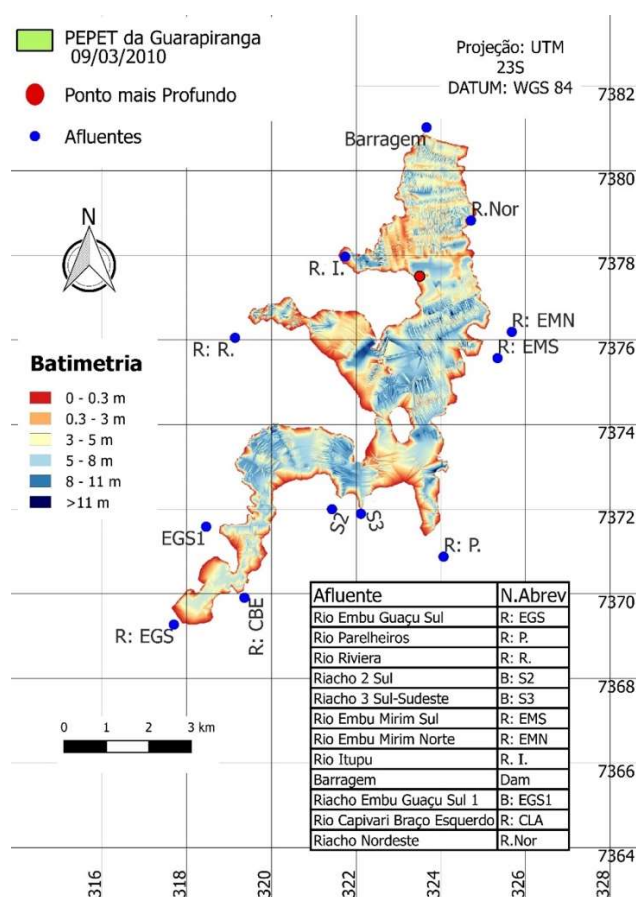 PEPET da Guarapiranga
09/03/2010
Ponto mais Profundo
Afluentes
Projeção: UTM
23S
DATUM: WGS 84
N
Barragem
R.Nor
R. I.
R: R.
R: EMN
R: EMS
S2
S3
EGS1
R: P.
R: CBE
R: EGS
Batimetria
0 - 0.3 m
0.3 - 3 m
3 - 5 m
5 - 8 m
8 - 11 m
>11 m
0 1 2 3 km
Afluente N.Abrev
Rio Embu Guaçu Sul R: EGS
Rio Parelheiros R: P.
Rio Riviera R: R.
Riacho 2 Sul B: S2
Riacho 3 Sul-Sudeste B: S3
Rio Embu Mirim Sul R: EMS
Rio Embu Mirim Norte R: EMN
Rio Itupu R. I.
Barragem Dam
Riacho Embu Guaçu Sul 1 B: EGS1
Rio Capivari Braço Esquerdo R: CLA
Riacho Nordeste R.Nor
7382
7380
7378
7376
7374
7372
7370
7368
7366
7364
316
318
320
322
324
326
328